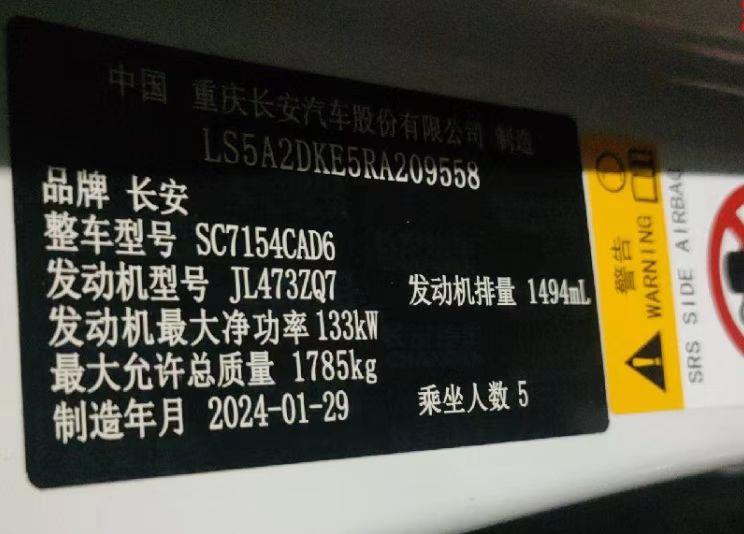 中国 重庆长安汽车股份有限公司 制造
LS5A2DKE5RA209558
品牌 长安
整车型号 SC7154CAD6
发动机型号 JL473ZQ7 发动机排量 1494mL
发动机最大净功率 133kW
最大允许总质量 1785kg
制造年月 2024-01-29 乘坐人数 5
警告
WARNING
SRS SIDE AIRBAG